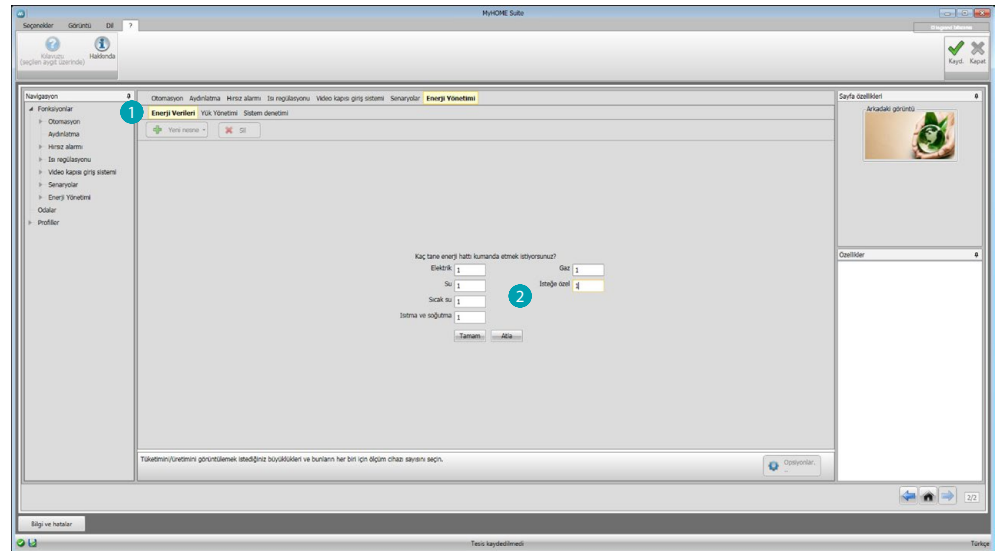 MyHOME Suite
Seçenekler Görüntü Dil ?
Kılavuzu
(seçilen aygıt üzerinde)
Hakkında
Kayd. Kapat
Navigasyon
Fonksiyonlar
Otomasyon
Aydınlatma
Hırsız alarmı
Isı regülasyonu
Video kapısı giriş sistemi
Senaryolar
Enerji Yönetimi
Odalar
Profiller
1
Otomasyon Aydınlatma Hırsız alarmı Isı regülasyonu Video kapısı giriş sistemi Senaryolar Enerji Yönetimi
Enerji Verileri Yük Yönetimi Sistem denetimi
Yeni nesne
Sil
Kaç tane enerji hattı kumanda etmek istiyorsunuz?
Elektrik 1 Gaz 1
Su 1 İsteğe özel 1
Sıcak su 1
2
Isıtma ve soğutma 1
Tamam Atla
Tüketimini/üretimini görüntülemek istediğiniz büyüklükleri ve bunların her biri için ölçüm cihazı sayısını seçin.
Opsiyonlar.
..
Sayfa özellikleri
Arkadaki görüntü
Özellikler
2/2
Bilgi ve hatalar
Tesis kaydedilmedi
Türkçe